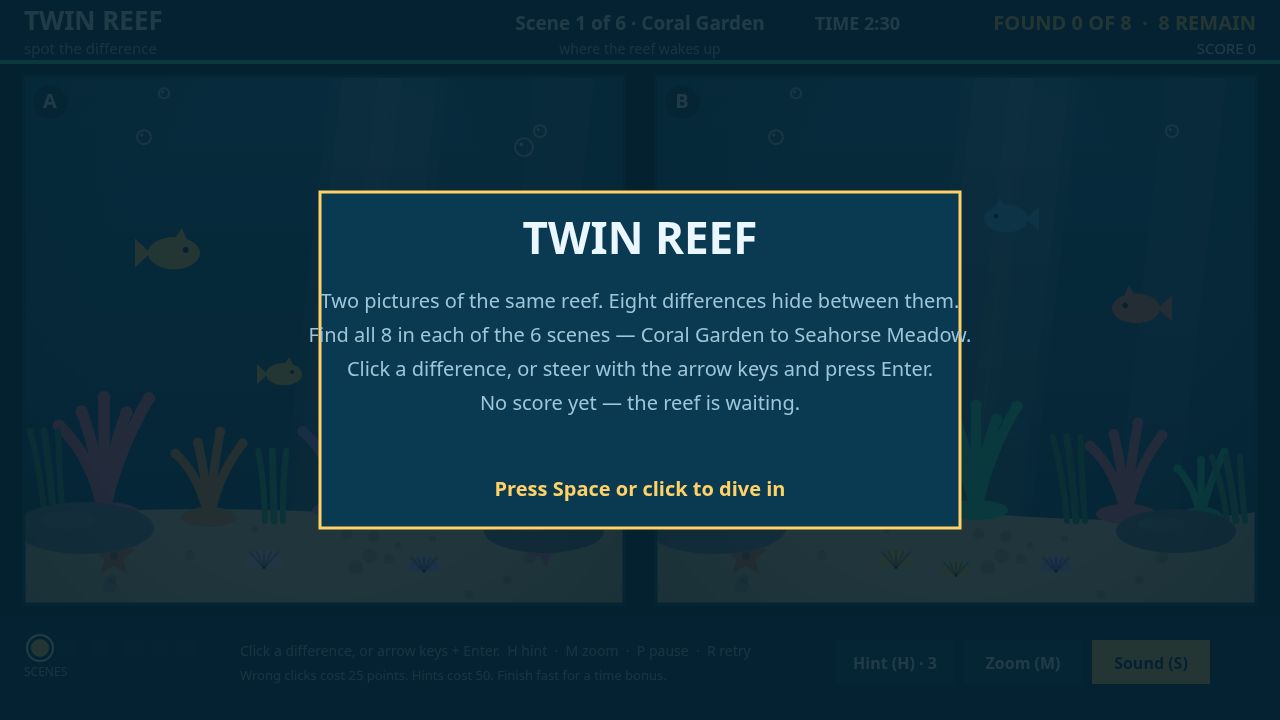 TWIN REEF
spot the difference
Scene 1 of 6 · Coral Garden
where the reef wakes up
TIME 2:30
FOUND 0 OF 8 · 8 REMAIN
SCORE 0
A
B
TWIN REEF
Two pictures of the same reef. Eight differences hide between them.
Find all 8 in each of the 6 scenes — Coral Garden to Seahorse Meadow.
Click a difference, or steer with the arrow keys and press Enter.
No score yet — the reef is waiting.
Press Space or click to dive in
SCENES
Click a difference, or arrow keys + Enter. H hint · M zoom · P pause · R retry
Wrong clicks cost 25 points. Hints cost 50. Finish fast for a time bonus.
Hint (H) · 3
Zoom (M)
Sound (S)